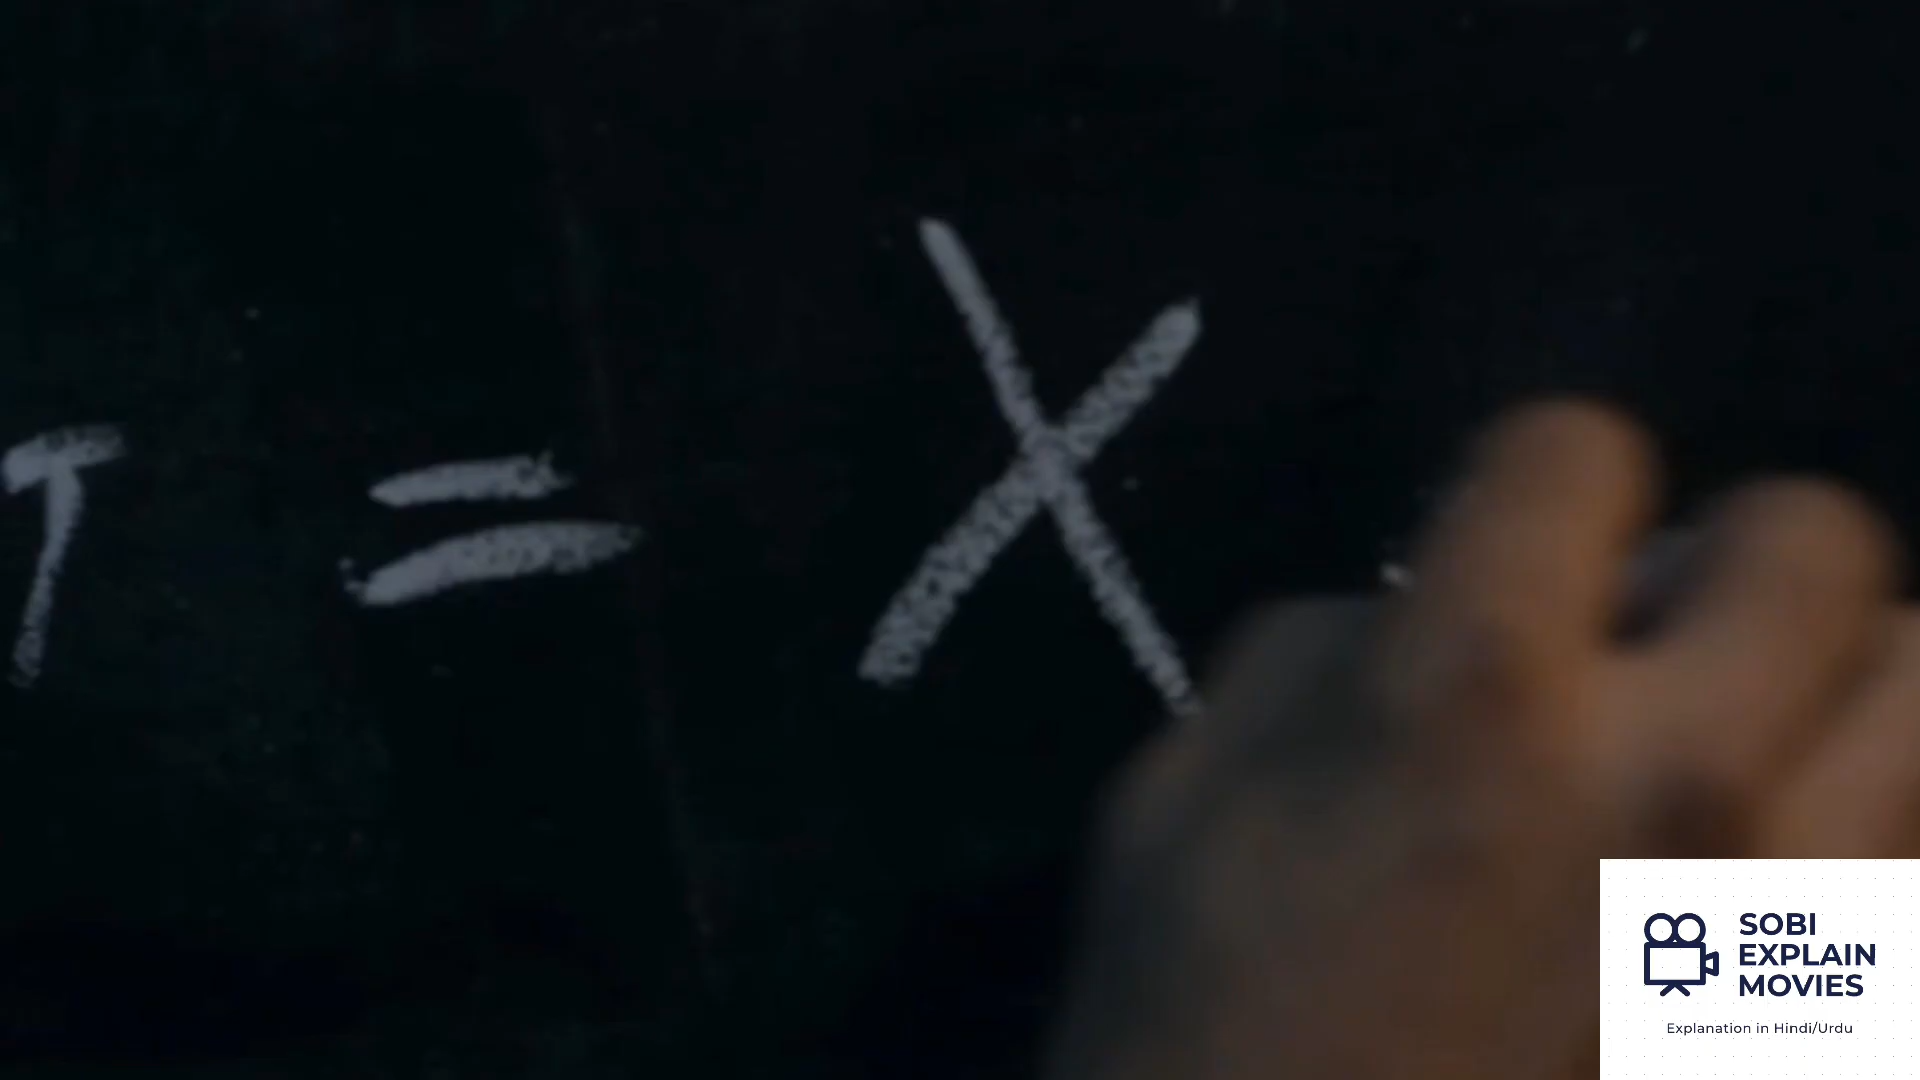 T = X
SOBI
EXPLAIN
MOVIES
Explanation in Hindi/Urdu